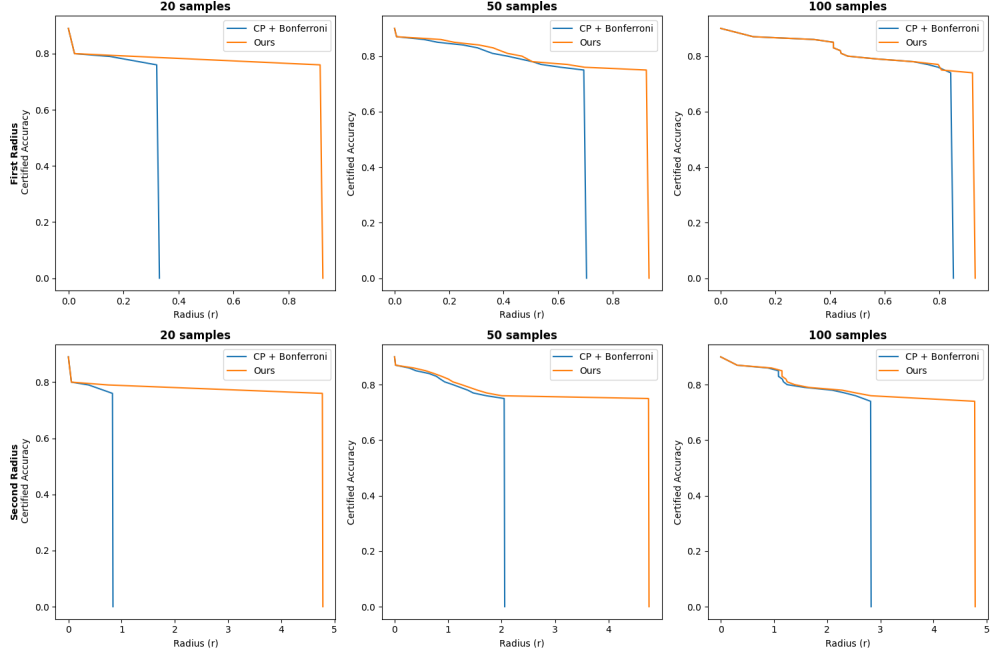 20 samples
50 samples
100 samples
CP + Bonferroni
Ours
CP + Bonferroni
Ours
CP + Bonferroni
Ours
First Radius
Certified Accuracy
Certified Accuracy
Certified Accuracy
0.8
0.6
0.4
0.2
0.0
0.8
0.6
0.4
0.2
0.0
0.8
0.6
0.4
0.2
0.0
0.0 0.2 0.4 0.6 0.8
0.0 0.2 0.4 0.6 0.8
0.0 0.2 0.4 0.6 0.8
Radius (r)
Radius (r)
Radius (r)
20 samples
50 samples
100 samples
CP + Bonferroni
Ours
CP + Bonferroni
Ours
CP + Bonferroni
Ours
Second Radius
Certified Accuracy
Certified Accuracy
Certified Accuracy
0.8
0.6
0.4
0.2
0.0
0.8
0.6
0.4
0.2
0.0
0.8
0.6
0.4
0.2
0.0
0 1 2 3 4 5
0 1 2 3 4
0 1 2 3 4 5
Radius (r)
Radius (r)
Radius (r)